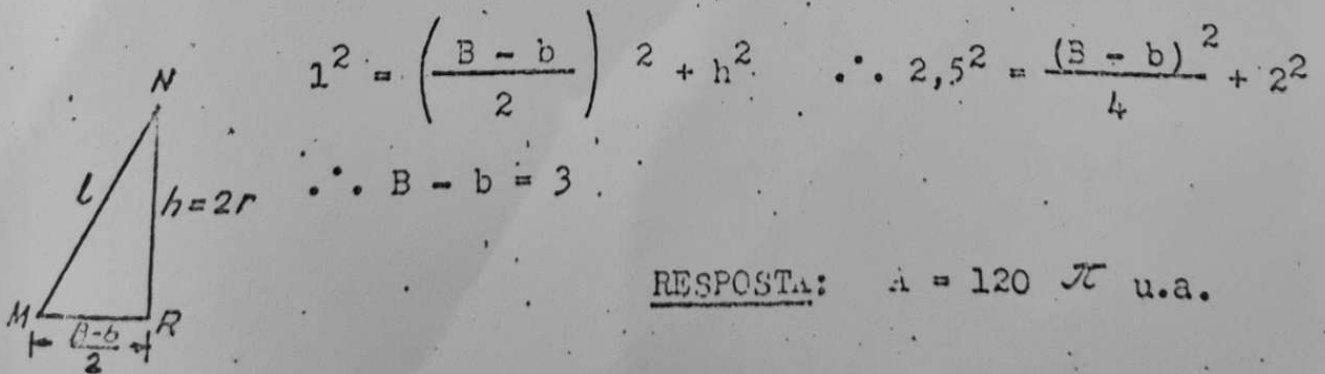 l² = ( B - b / 2 ) ² + h² ∴ 2,5² = (B - b)² / 4 + 2²
∴ B - b = 3
N
l
h=2r
M
R
B-b / 2
RESPOSTA: A = 120 π u.a.